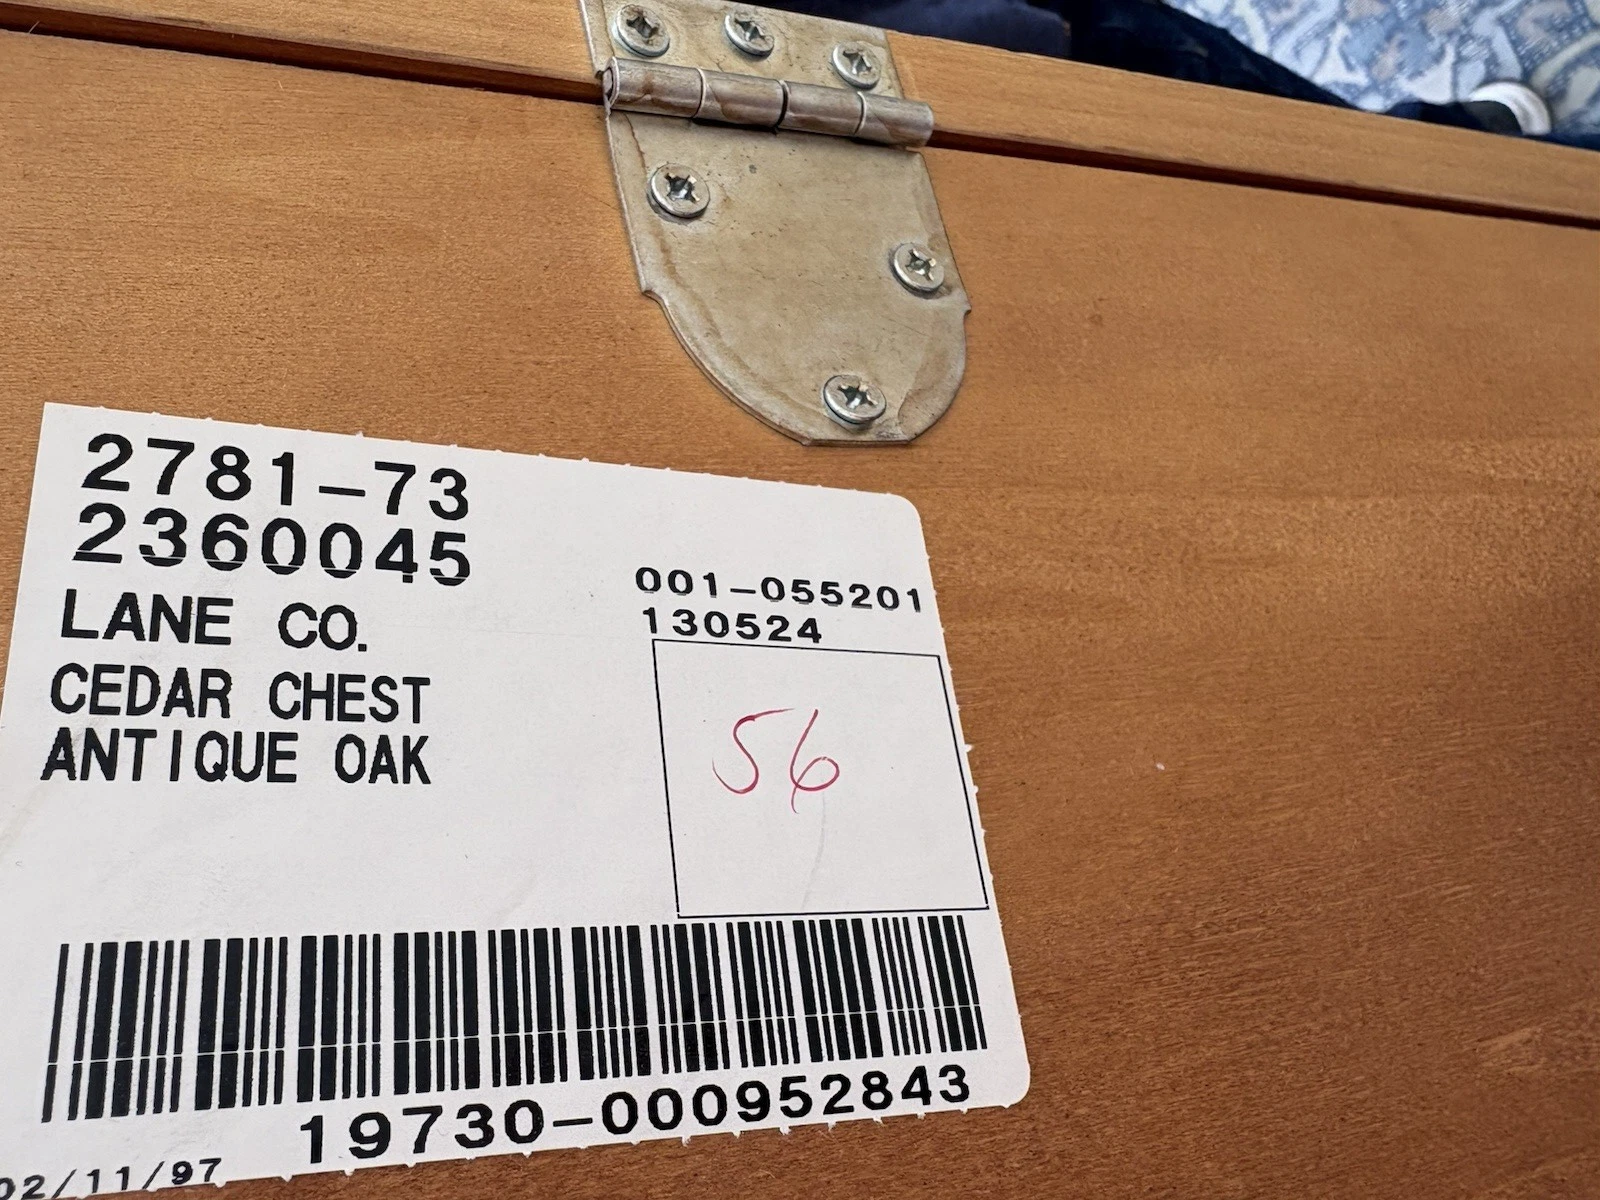 2781-73
2360045
LANE CO.
CEDAR CHEST
ANTIQUE OAK
001-055201
130524
56
19730-000952843
02/11/97